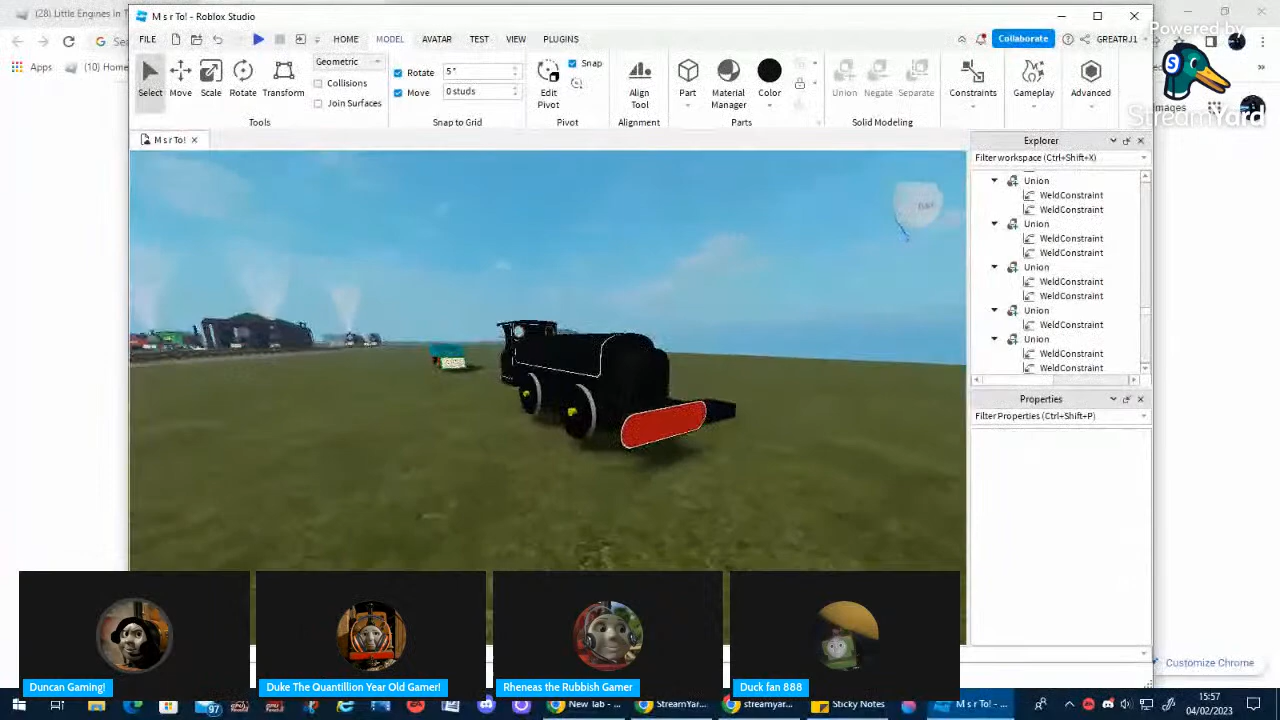 (28) Little Engines In T
M s r To! - Roblox Studio
Powered by
StreamYard
FILE
HOME
MODEL
AVATAR
TEST
VIEW
PLUGINS
Collaborate
GREATRJ1
Apps
(10) Home
Select
Move
Scale
Rotate
Transform
Geometric
Collisions
Join Surfaces
Tools
Rotate
5 °
Move
0 studs
Snap to Grid
Edit
Pivot
Snap
Pivot
Align
Tool
Alignment
Part
Material
Manager
Color
Parts
Union
Negate
Separate
Solid Modeling
Constraints
Gameplay
Advanced
M s r To!
Explorer
Filter workspace (Ctrl+Shift+X)
Union
WeldConstraint
WeldConstraint
Union
WeldConstraint
WeldConstraint
Union
WeldConstraint
WeldConstraint
Union
WeldConstraint
Union
WeldConstraint
WeldConstraint
Properties
Filter Properties (Ctrl+Shift+P)
Customize Chrome
Duncan Gaming!
Duke The Quantillion Year Old Gamer!
Rheneas the Rubbish Gamer
Duck fan 888
97
New Tab -
StreamYar...
streamyar...
Sticky Notes
M s r To! - ...
15:57
04/02/2023